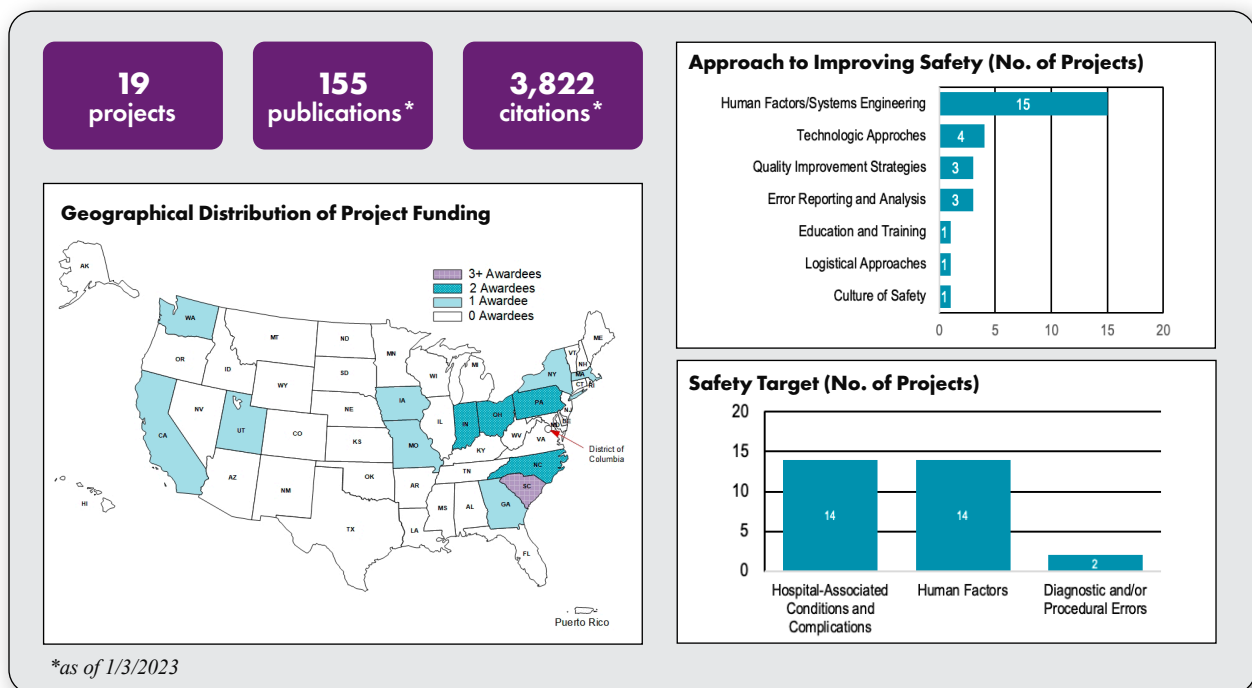 19
projects
155
publications*
3,822
citations*
Geographical Distribution of Project Funding
3+ Awardees
2 Awardees
1 Awardee
0 Awardees
AK
WA
OR
CA
NV
ID
MT
WY
UT
AZ
CO
NM
ND
SD
NE
KS
OK
TX
MN
IA
MO
AR
LA
WI
IL
MI
IN
OH
KY
TN
MS
AL
GA
FL
SC
NC
VA
WV
PA
NY
VT
NH
ME
MA
RI
CT
NJ
DE
MD
HI
District of
Columbia
Puerto Rico
*as of 1/3/2023
Approach to Improving Safety (No. of Projects)
Human Factors/Systems Engineering
15
Technologic Approches
4
Quality Improvement Strategies
3
Error Reporting and Analysis
3
Education and Training
1
Logistical Approaches
1
Culture of Safety
1
0 5 10 15 20
Safety Target (No. of Projects)
20
15
10
5
0
14
14
2
Hospital-Associated
Conditions and
Complications
Human Factors
Diagnostic and/or
Procedural Errors